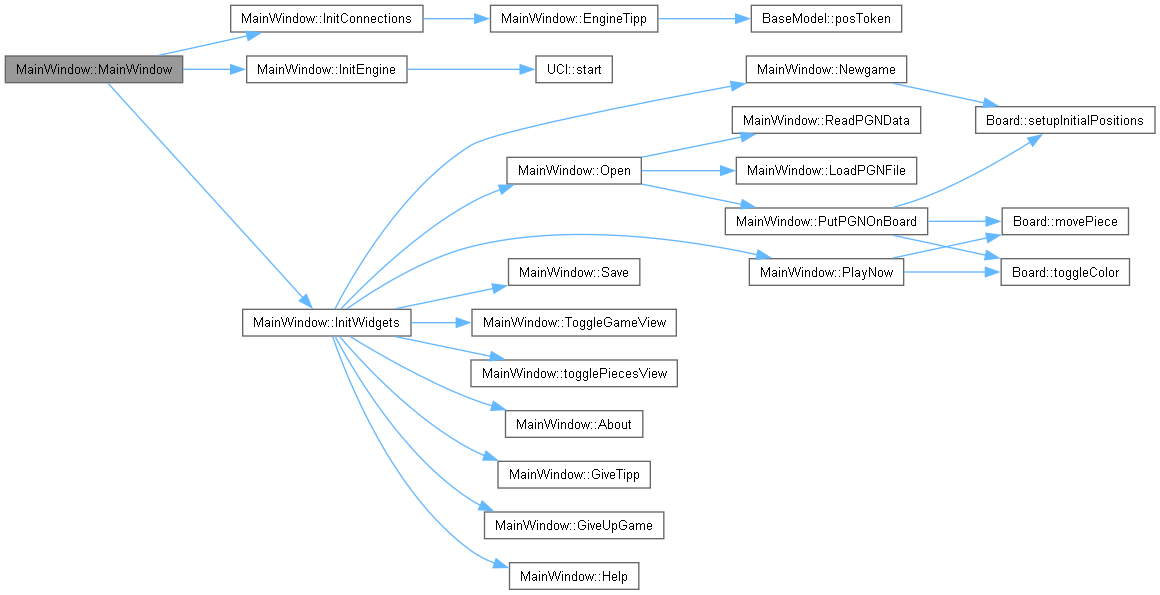 MainWindow::InitConnections
MainWindow::EngineTipp
BaseModel::posToken
MainWindow::MainWindow
MainWindow::InitEngine
UCI::start
MainWindow::Newgame
MainWindow::ReadPGNData
Board::setupInitialPositions
MainWindow::Open
MainWindow::LoadPGNFile
MainWindow::PutPGNOnBoard
Board::movePiece
MainWindow::Save
MainWindow::PlayNow
Board::toggleColor
MainWindow::InitWidgets
MainWindow::ToggleGameView
MainWindow::togglePiecesView
MainWindow::About
MainWindow::GiveTipp
MainWindow::GiveUpGame
MainWindow::Help